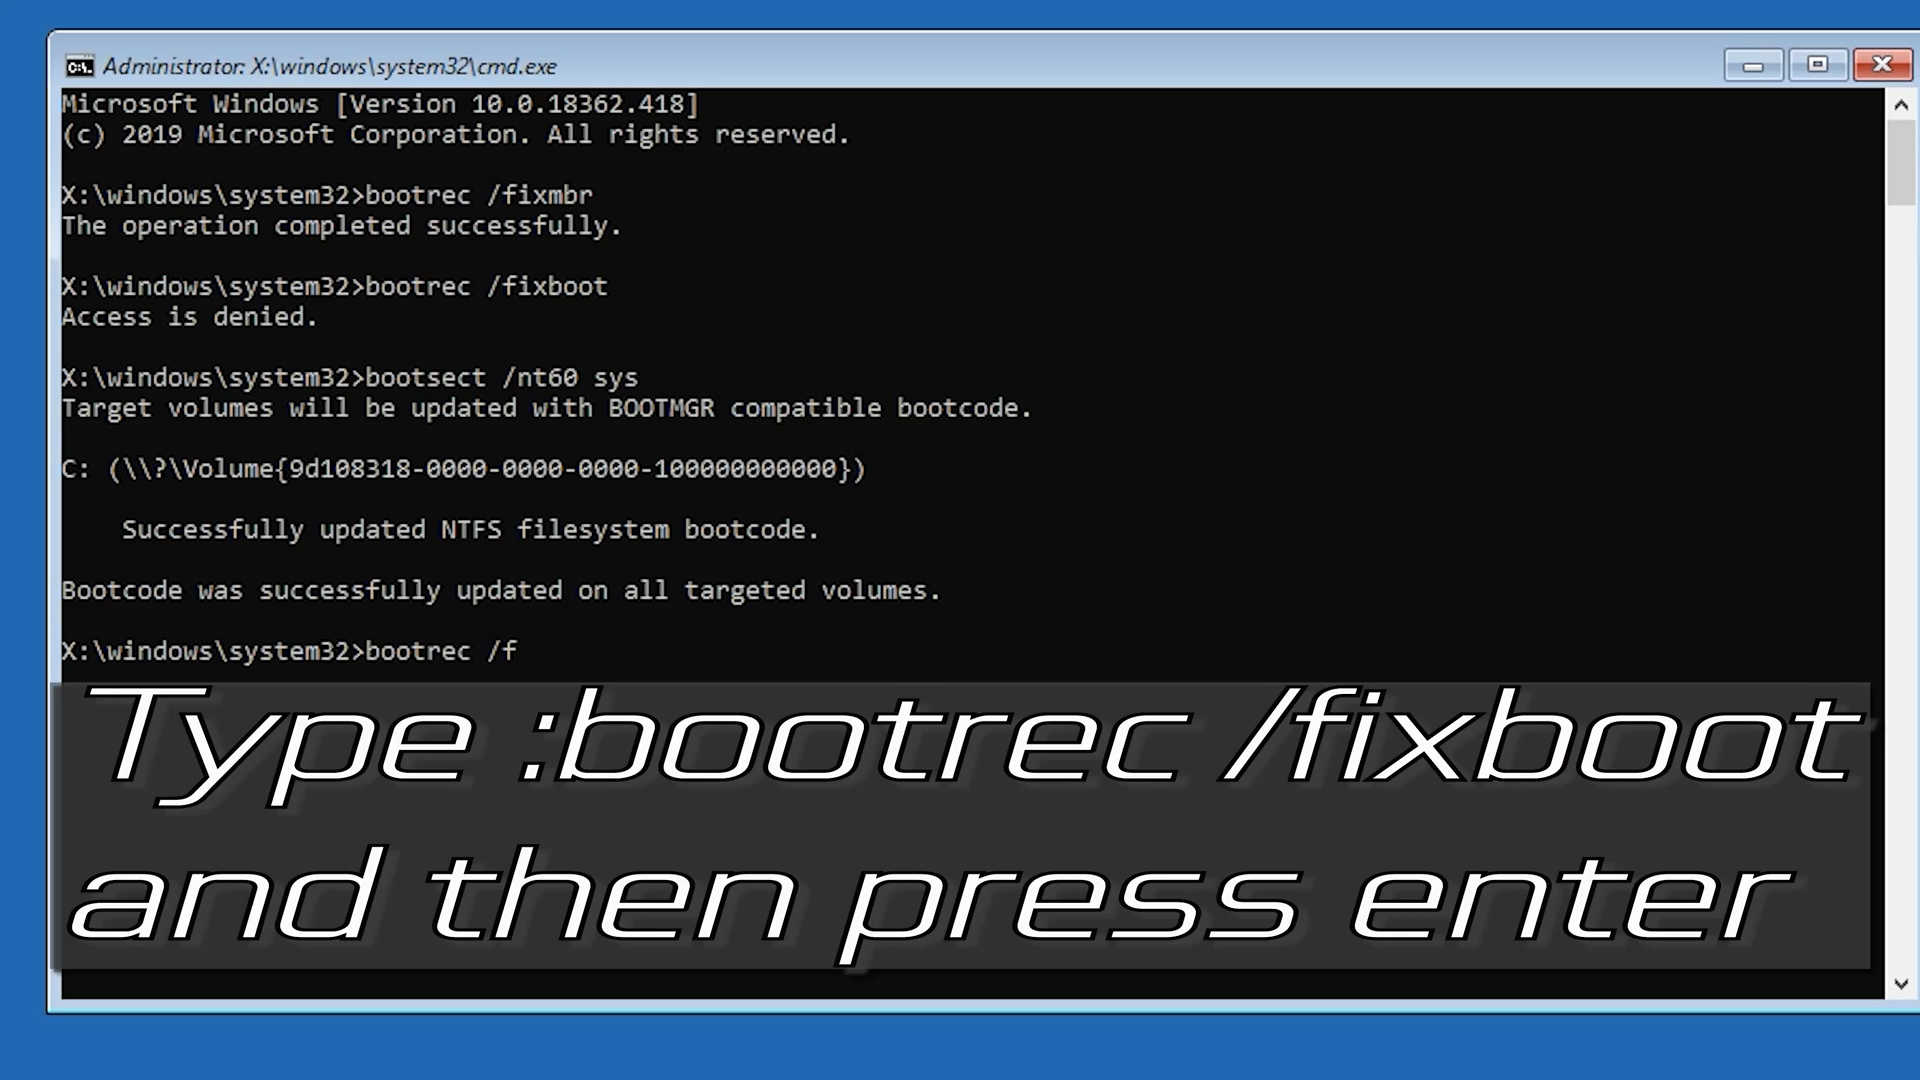 Administrator: X:\windows\system32\cmd.exe
Microsoft Windows [Version 10.0.18362.418]
(c) 2019 Microsoft Corporation. All rights reserved.
X:\windows\system32>bootrec /fixmbr
The operation completed successfully.
X:\windows\system32>bootrec /fixboot
Access is denied.
X:\windows\system32>bootsect /nt60 sys
Target volumes will be updated with BOOTMGR compatible bootcode.
C: (\\?\Volume{9d108318-0000-0000-0000-100000000000})
Successfully updated NTFS filesystem bootcode.
Bootcode was successfully updated on all targeted volumes.
X:\windows\system32>bootrec /f
Type :bootrec /fixboot
and then press enter